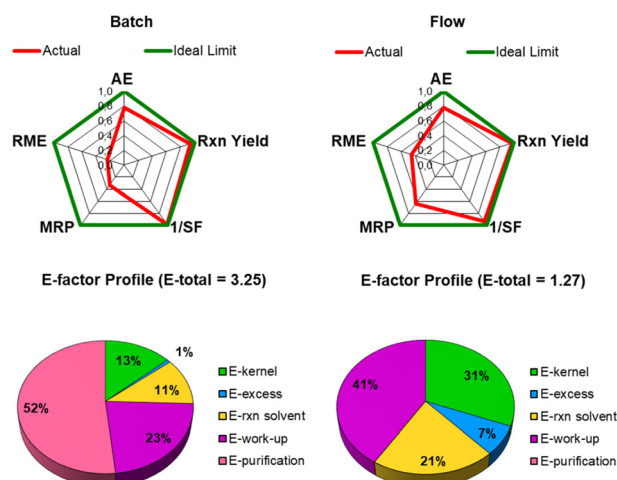 Batch
Actual
Ideal Limit
AE
1,0
0,8
0,6
0,4
0,2
0,0
RME
Rxn Yield
MRP
1/SF
Flow
Actual
Ideal Limit
AE
1,0
0,8
0,6
0,4
0,2
0,0
RME
Rxn Yield
MRP
1/SF
E-factor Profile (E-total = 3.25)
13%
1%
11%
23%
52%
E-kernel
E-excess
E-rxn solvent
E-work-up
E-purification
E-factor Profile (E-total = 1.27)
31%
7%
21%
41%
E-kernel
E-excess
E-rxn solvent
E-work-up
E-purification